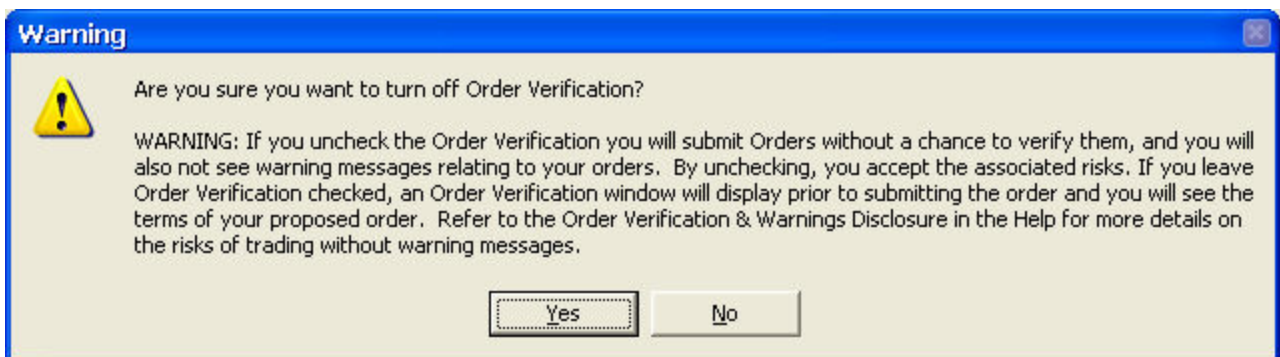 Warning
Are you sure you want to turn off Order Verification?
WARNING: If you uncheck the Order Verification you will submit Orders without a chance to verify them, and you will
also not see warning messages relating to your orders.  By unchecking, you accept the associated risks. If you leave
Order Verification checked, an Order Verification window will display prior to submitting the order and you will see the
terms of your proposed order.  Refer to the Order Verification & Warnings Disclosure in the Help for more details on
the risks of trading without warning messages.
Yes No